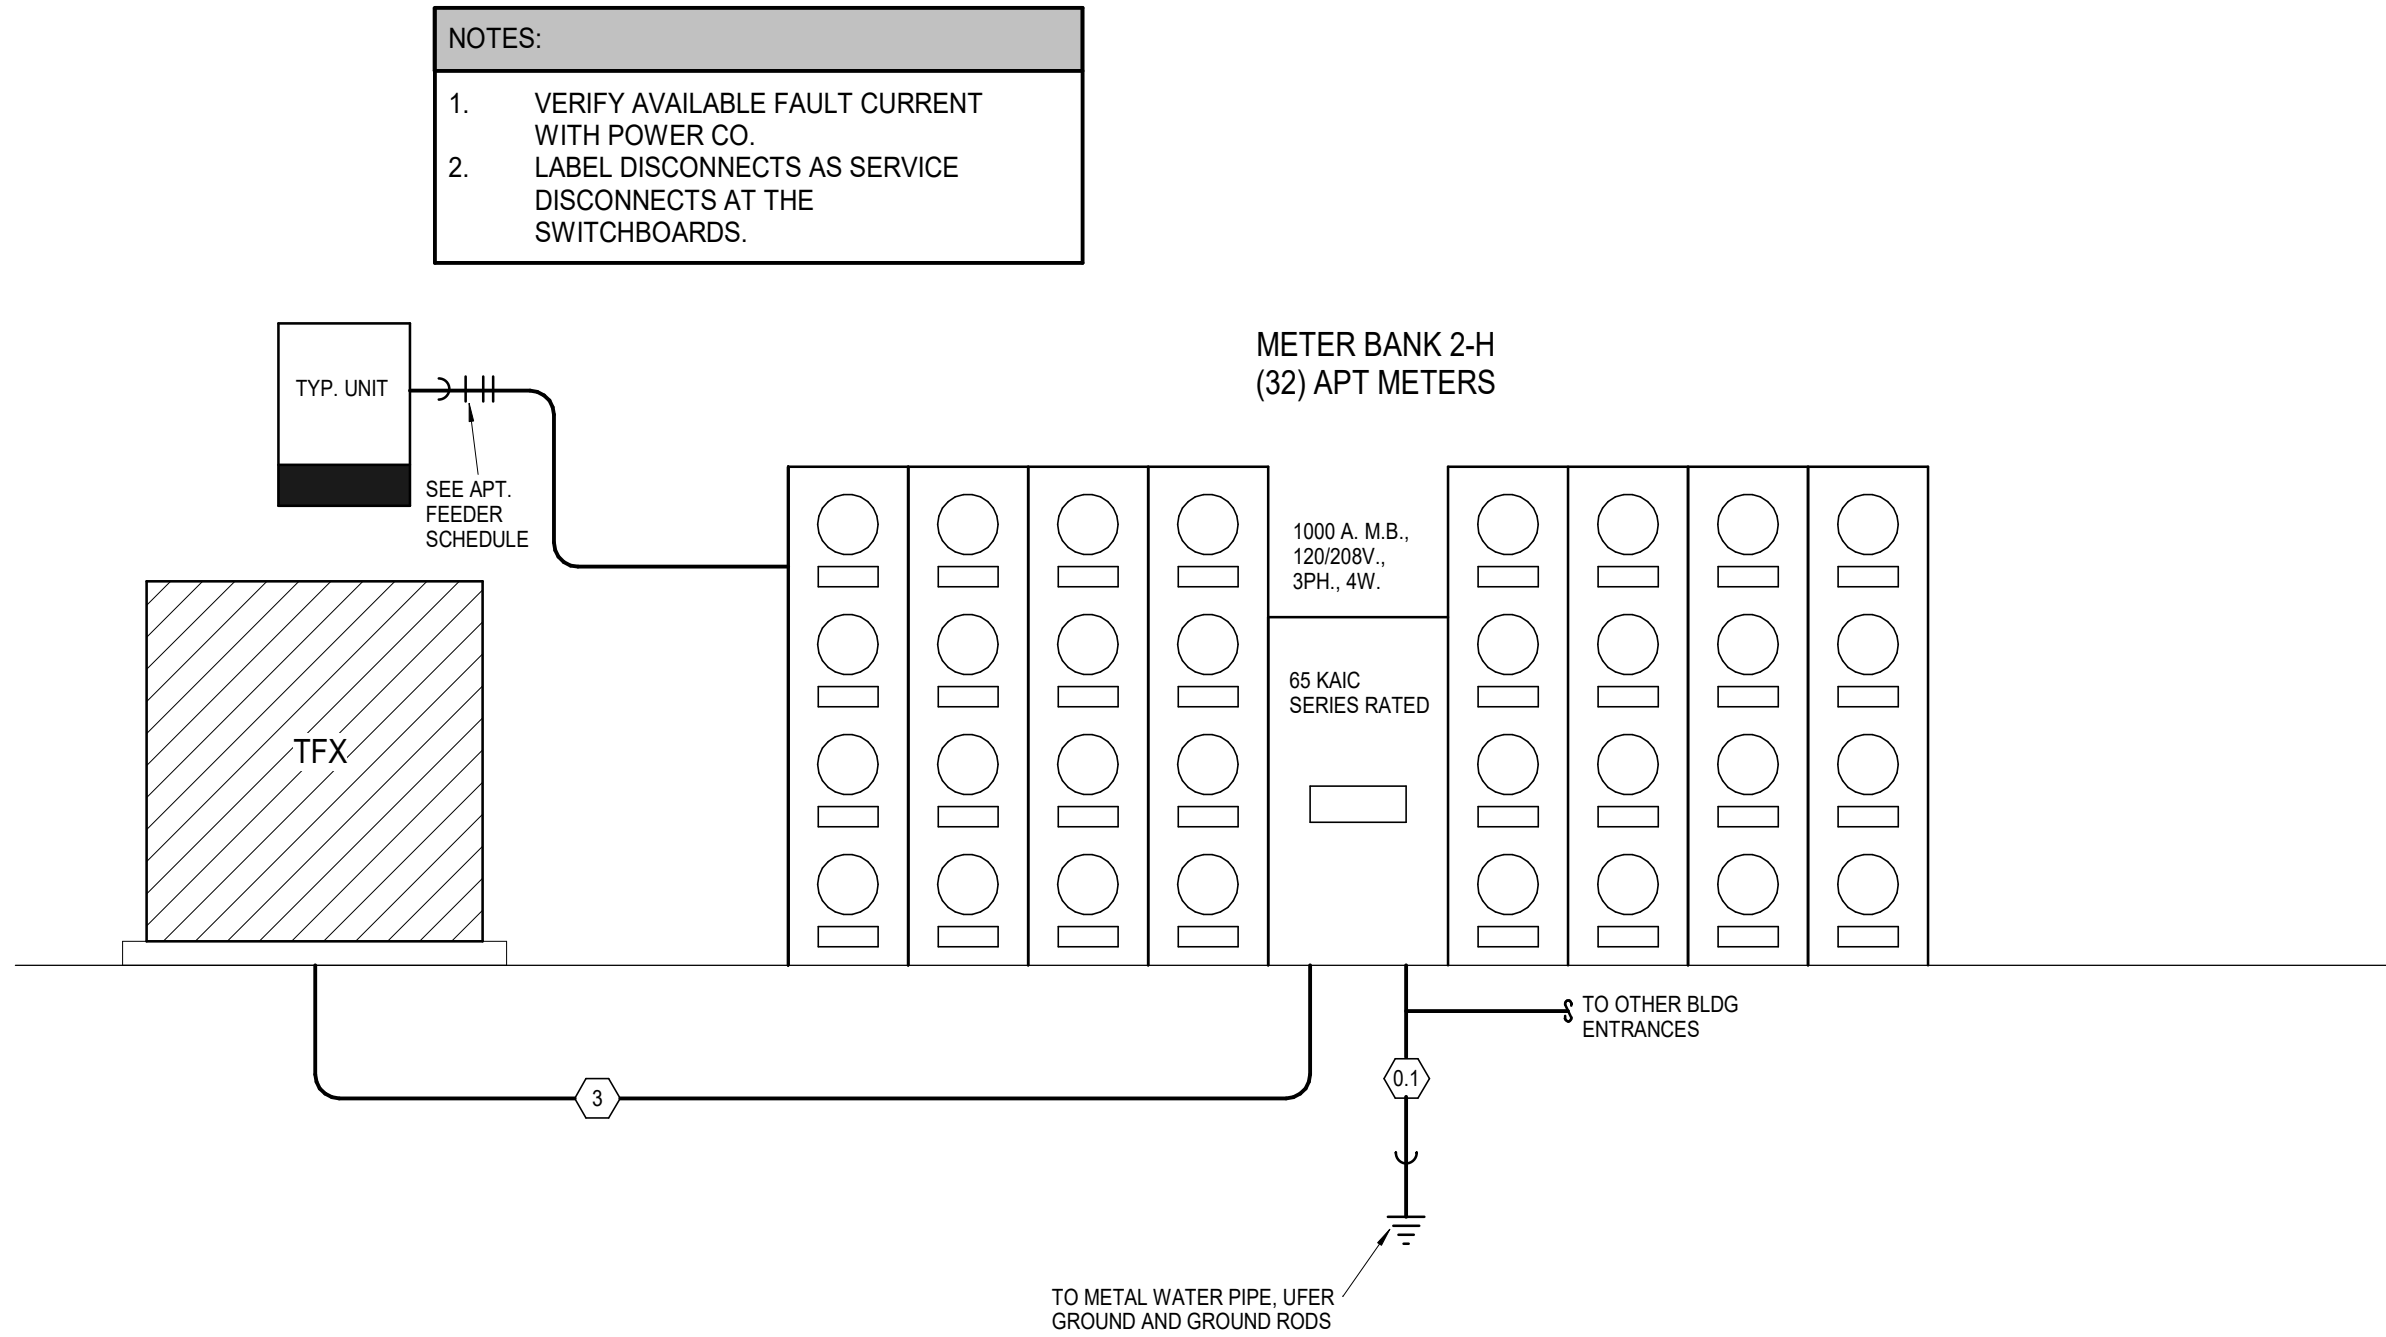 NOTES:
1. VERIFY AVAILABLE FAULT CURRENT
WITH POWER CO.
2. LABEL DISCONNECTS AS SERVICE
DISCONNECTS AT THE
SWITCHBOARDS.
METER BANK 2-H
(32) APT METERS
TYP. UNIT
SEE APT.
FEEDER
SCHEDULE
1000 A. M.B.,
120/208V.,
3PH., 4W.
65 KAIC
SERIES RATED
TFX
TO OTHER BLDG
ENTRANCES
3
0.1
TO METAL WATER PIPE, UFER
GROUND AND GROUND RODS